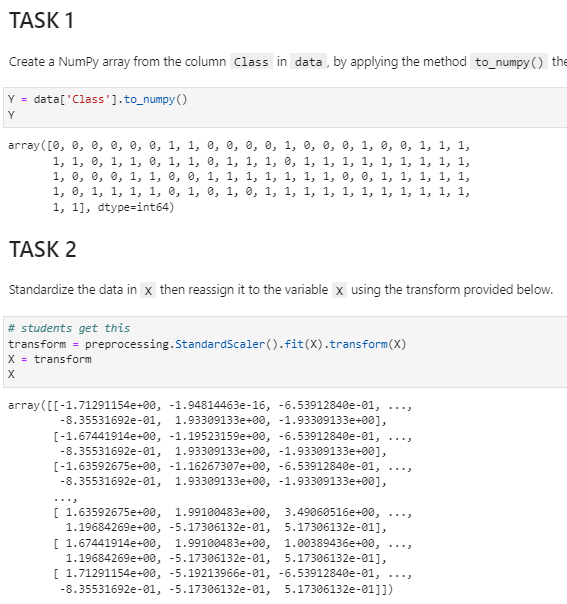 TASK 1
Create a NumPy array from the column Class in data , by applying the method to_numpy() the
Y = data['Class'].to_numpy()
Y
array([0, 0, 0, 0, 0, 0, 1, 1, 0, 0, 0, 0, 1, 0, 0, 0, 1, 0, 0, 1, 1, 1,
1, 1, 0, 1, 1, 0, 1, 1, 0, 1, 1, 1, 0, 1, 1, 1, 1, 1, 1, 1, 1, 1,
1, 0, 0, 0, 1, 1, 0, 0, 1, 1, 1, 1, 1, 1, 1, 0, 0, 1, 1, 1, 1, 1,
1, 0, 1, 1, 1, 1, 0, 1, 0, 1, 0, 1, 1, 1, 1, 1, 1, 1, 1, 1, 1, 1,
1, 1], dtype=int64)
TASK 2
Standardize the data in X then reassign it to the variable X using the transform provided below.
# students get this
transform = preprocessing.StandardScaler().fit(X).transform(X)
X = transform
X
array([[-1.71291154e+00, -1.94814463e-16, -6.53912840e-01, ...,
-8.35531692e-01, 1.93309133e+00, -1.93309133e+00],
[-1.67441914e+00, -1.19523159e+00, -6.53912840e-01, ...,
-8.35531692e-01, 1.93309133e+00, -1.93309133e+00],
[-1.63592675e+00, -1.16267307e+00, -6.53912840e-01, ...,
-8.35531692e-01, 1.93309133e+00, -1.93309133e+00],
...,
[ 1.63592675e+00, 1.99100483e+00, 3.49060516e+00, ...,
1.19684269e+00, -5.17306132e-01, 5.17306132e-01],
[ 1.67441914e+00, 1.99100483e+00, 1.00389436e+00, ...,
1.19684269e+00, -5.17306132e-01, 5.17306132e-01],
[ 1.71291154e+00, -5.19213966e-01, -6.53912840e-01, ...,
-8.35531692e-01, -5.17306132e-01, 5.17306132e-01]])